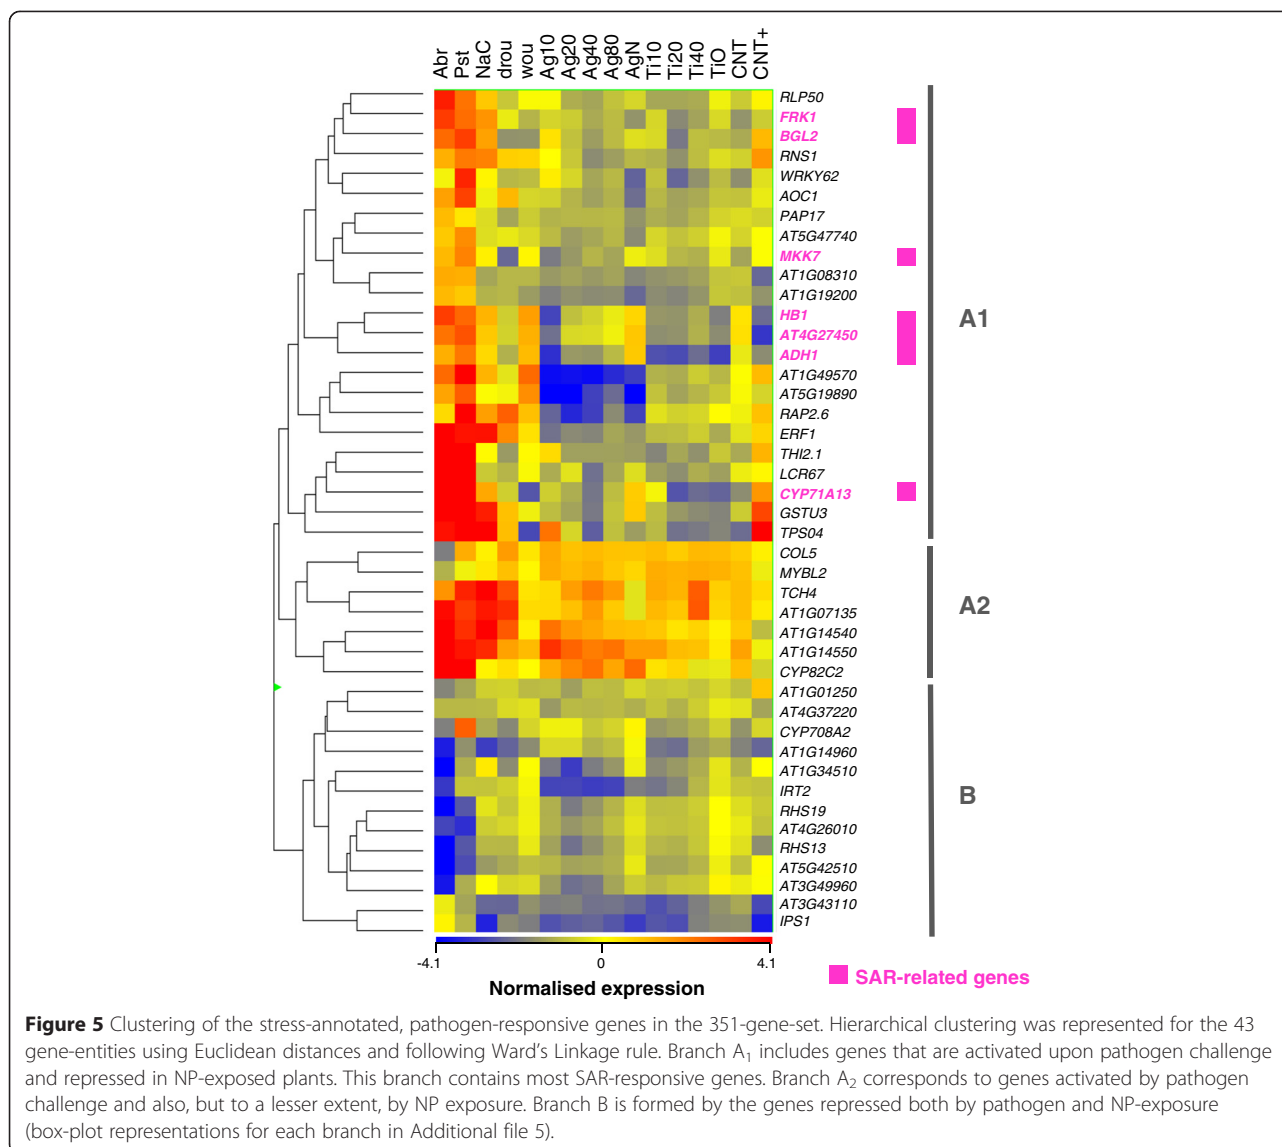 Abr Pst NaC drou wou Ag10 Ag20 Ag40 Ag80 AgN Ti10 Ti20 Ti40 TiO CNT CNT+
RLP50
FRK1
BGL2
RNS1
WRKY62
AOC1
PAP17
AT5G47740
MKK7
AT1G08310
AT1G19200
HB1
AT4G27450
ADH1
AT1G49570
AT5G19890
RAP2.6
ERF1
THI2.1
LCR67
CYP71A13
GSTU3
TPS04
A1
COL5
MYBL2
TCH4
AT1G07135
AT1G14540
AT1G14550
CYP82C2
A2
AT1G01250
AT4G37220
CYP708A2
AT1G14960
AT1G34510
IRT2
RHS19
AT4G26010
RHS13
AT5G42510
AT3G49960
AT3G43110
IPS1
B
-4.1 0 4.1
Normalised expression
SAR-related genes
Figure 5 Clustering of the stress-annotated, pathogen-responsive genes in the 351-gene-set. Hierarchical clustering was represented for the 43
gene-entities using Euclidean distances and following Ward's Linkage rule. Branch A1 includes genes that are activated upon pathogen challenge
and repressed in NP-exposed plants. This branch contains most SAR-responsive genes. Branch A2 corresponds to genes activated by pathogen
challenge and also, but to a lesser extent, by NP exposure. Branch B is formed by the genes repressed both by pathogen and NP-exposure
(box-plot representations for each branch in Additional file 5).